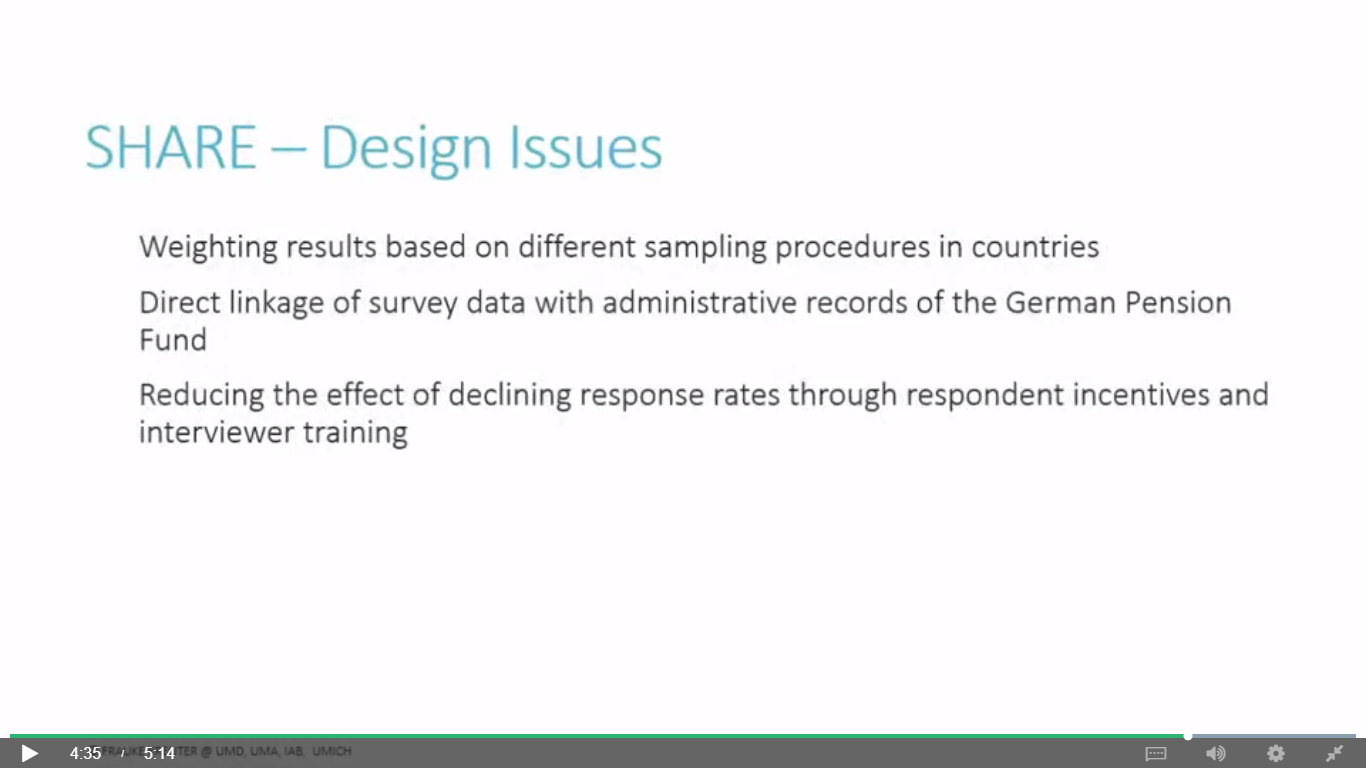 SHARE – Design Issues
Weighting results based on different sampling procedures in countries
Direct linkage of survey data with administrative records of the German Pension
Fund
Reducing the effect of declining response rates through respondent incentives and
interviewer training
4:35 / 5:14 @ UMD, UMA, IAB, UMICH